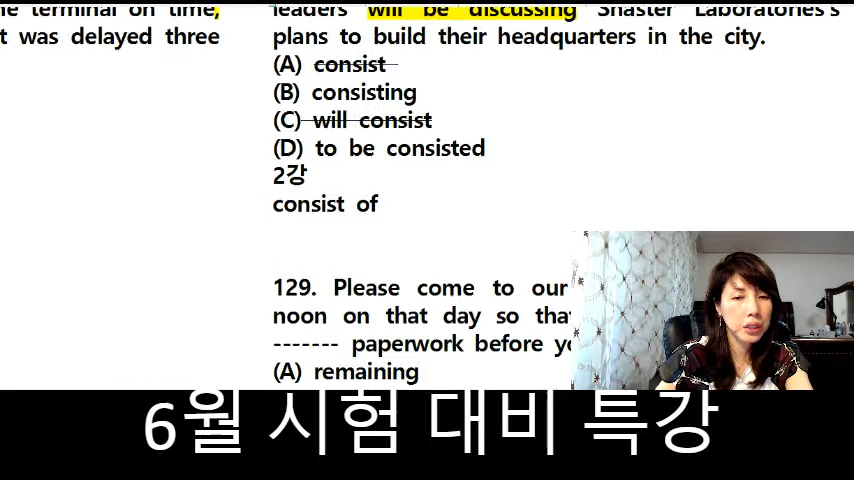 e terminal on time,
t was delayed three
leaders will be discussing Shaster Laboratories's
plans to build their headquarters in the city.
(A) consist
(B) consisting
(C) will consist
(D) to be consisted
2강
consist of
129. Please come to our
noon on that day so that
------- paperwork before yo
(A) remaining
6월 시험 대비 특강